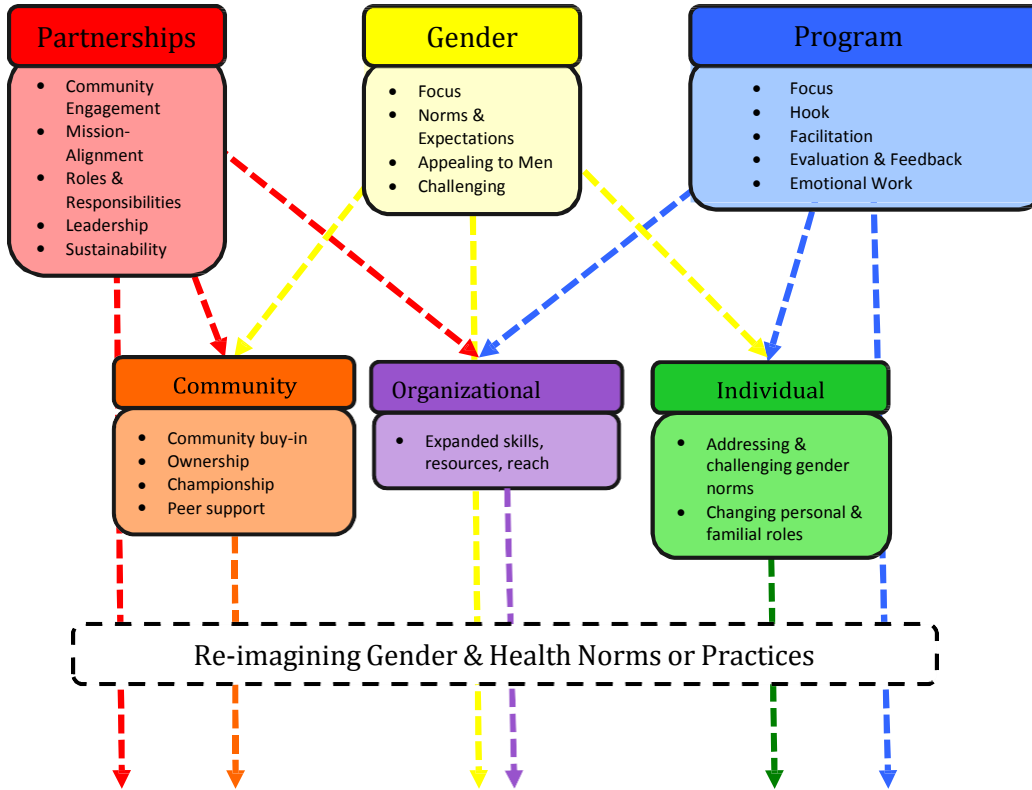 Partnerships
• Community
Engagement
• Mission-
Alignment
• Roles &
Responsibilities
• Leadership
• Sustainability
Gender
• Focus
• Norms &
Expectations
• Appealing to Men
• Challenging
Program
• Focus
• Hook
• Facilitation
• Evaluation & Feedback
• Emotional Work
Community
• Community buy-in
• Ownership
• Championship
• Peer support
Organizational
• Expanded skills,
resources, reach
Individual
• Addressing &
challenging gender
norms
• Changing personal &
familial roles
Re-imagining Gender & Health Norms or Practices